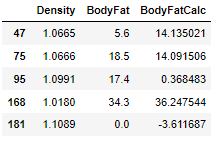 Density BodyFat BodyFatCalc
47 1.0665 5.6 14.135021
75 1.0666 18.5 14.091506
95 1.0991 17.4 0.368483
168 1.0180 34.3 36.247544
181 1.1089 0.0 -3.611687